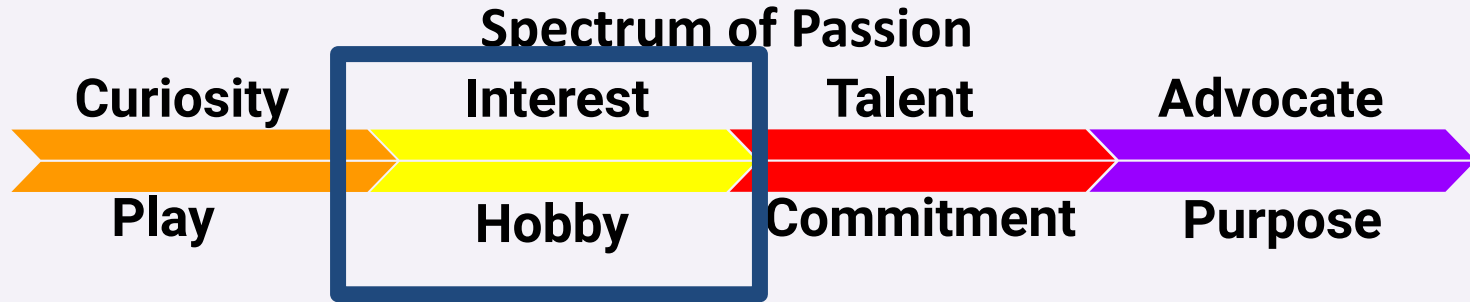 Spectrum of Passion
Curiosity Interest Talent Advocate
Play Hobby Commitment Purpose